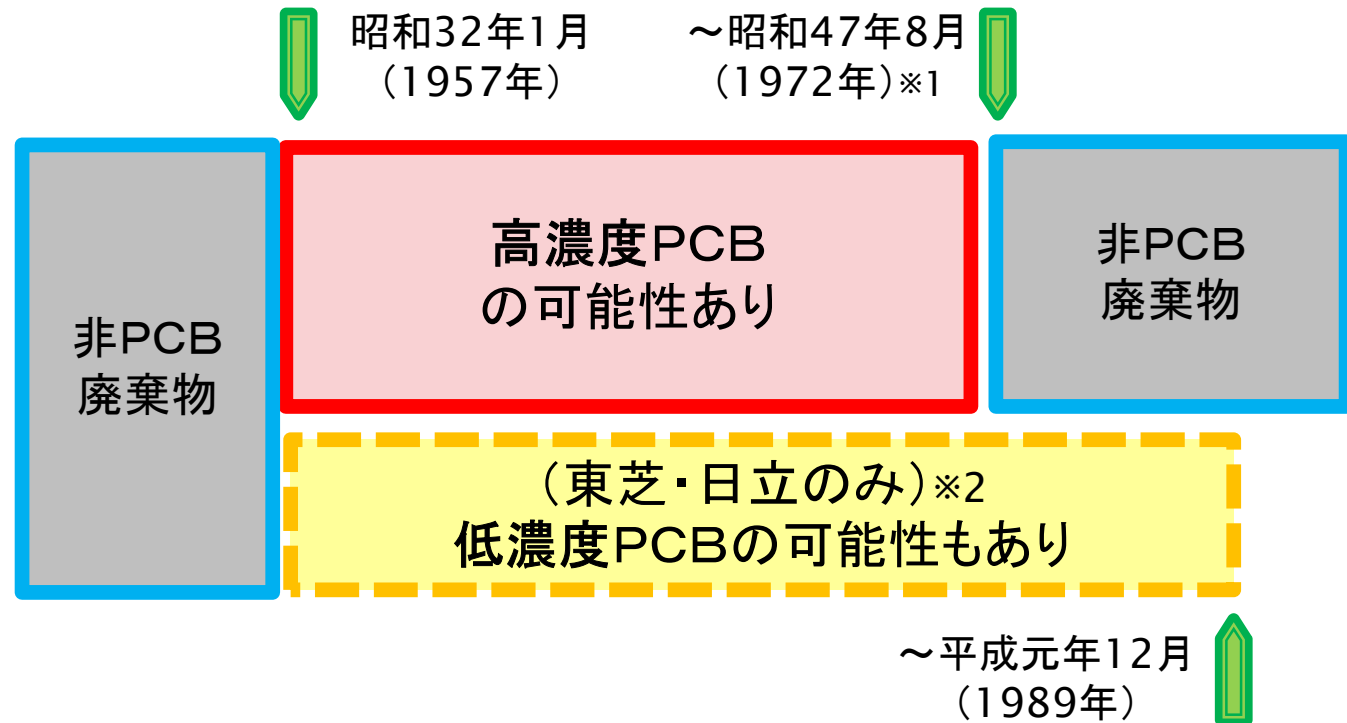 昭和32年1月
（1957年）
～昭和47年8月
（1972年）※1
非PCB
廃棄物
高濃度PCB
の可能性あり
非PCB
廃棄物
（東芝・日立のみ）※2
低濃度PCBの可能性もあり
～平成元年12月
（1989年）